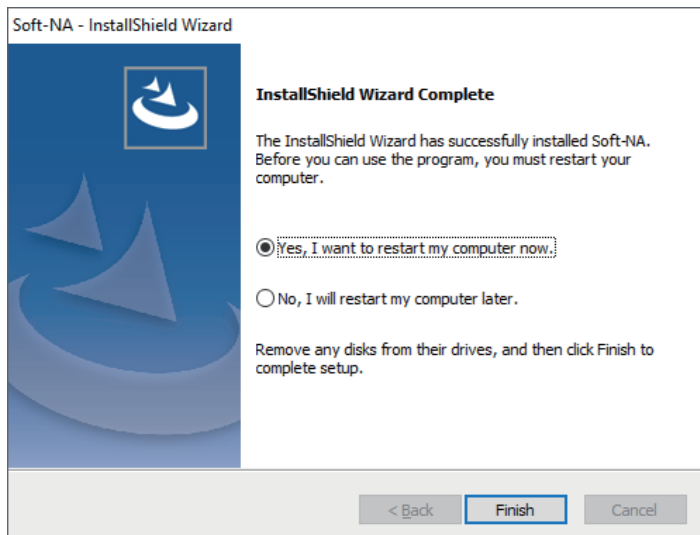 Soft-NA - InstallShield Wizard
InstallShield Wizard Complete
The InstallShield Wizard has successfully installed Soft-NA.
Before you can use the program, you must restart your
computer.
Yes, I want to restart my computer now.
No, I will restart my computer later.
Remove any disks from their drives, and then click Finish to
complete setup.
< Back
Finish
Cancel